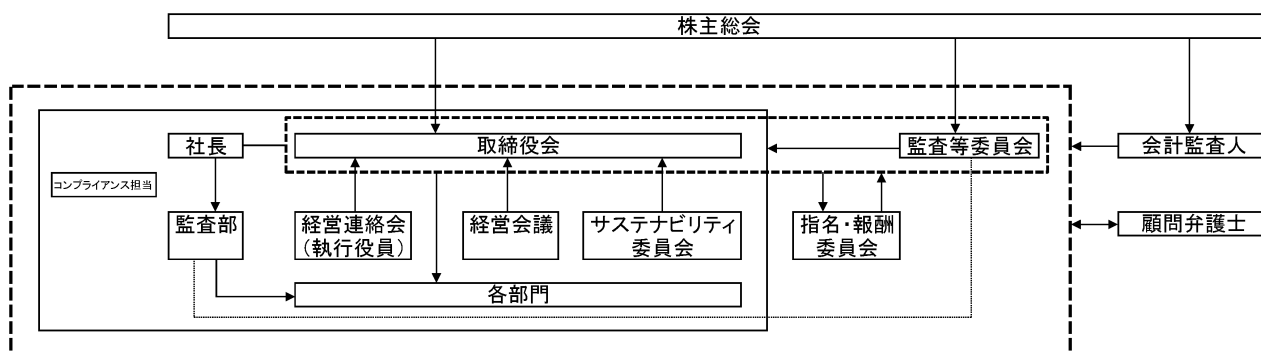 株主総会
社長
取締役会
監査等委員会
会計監査人
コンプライアンス担当
監査部
経営連絡会
(執行役員)
経営会議
サステナビリティ
委員会
指名・報酬
委員会
顧問弁護士
各部門